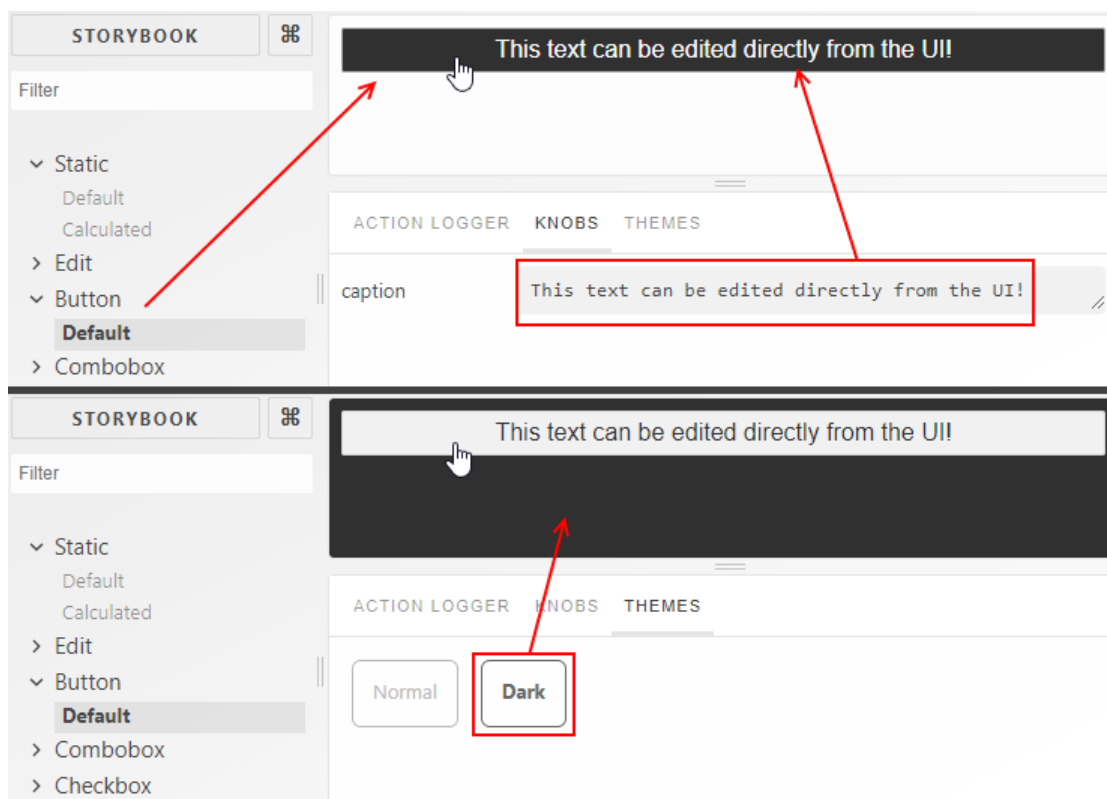 STORYBOOK ⌘
Filter
Static
Default
Calculated
Edit
Button
Default
Combobox
This text can be edited directly from the UI!
ACTION LOGGER KNOBS THEMES
caption This text can be edited directly from the UI!
STORYBOOK ⌘
Filter
Static
Default
Calculated
Edit
Button
Default
Combobox
Checkbox
This text can be edited directly from the UI!
ACTION LOGGER KNOBS THEMES
Normal Dark